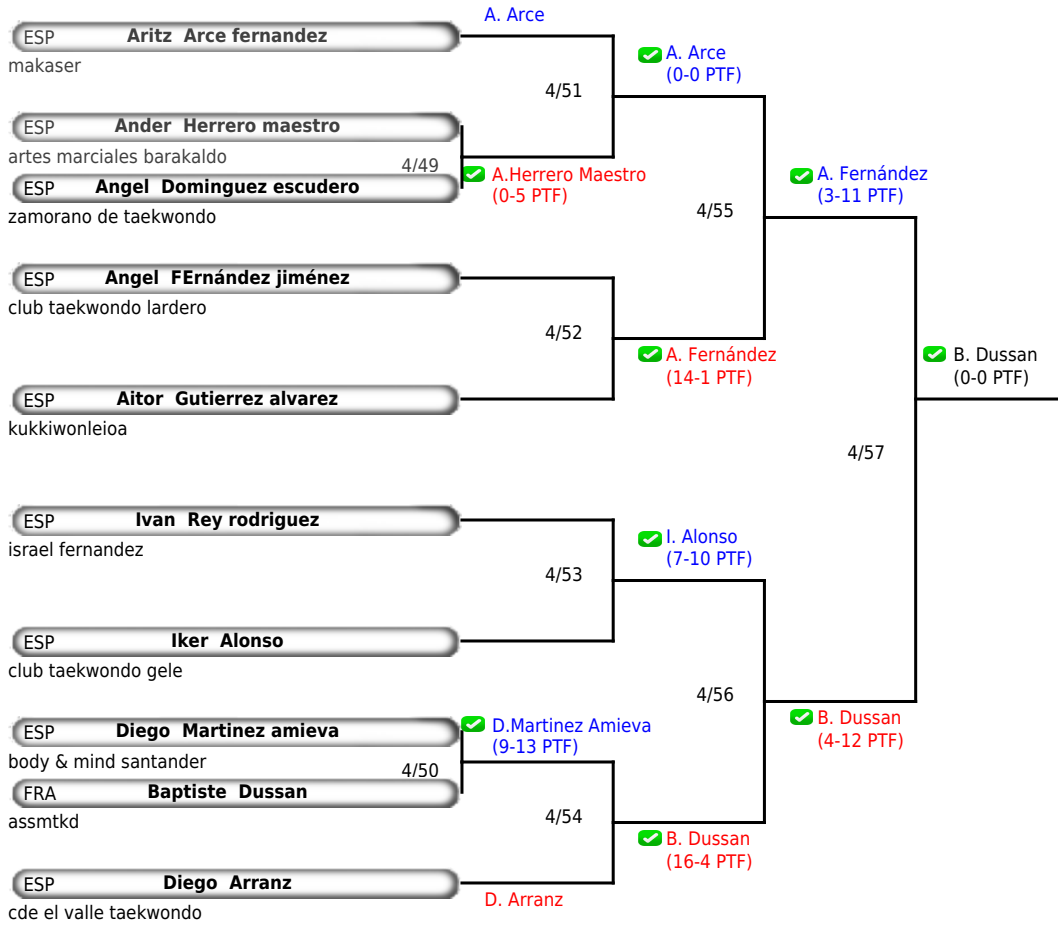 A. Arce
ESP Aritz Arce fernandez
makaser
A. Arce
(0-0 PTF)
4/51
ESP Ander Herrero maestro
artes marciales barakaldo
4/49
A.Herrero Maestro
(0-5 PTF)
ESP Angel Dominguez escudero
zamorano de taekwondo
A. Fernández
(3-11 PTF)
4/55
ESP Angel FErnández jiménez
club taekwondo lardero
4/52
A. Fernández
(14-1 PTF)
B. Dussan
(0-0 PTF)
ESP Aitor Gutierrez alvarez
kukkiwonleioa
4/57
ESP Ivan Rey rodriguez
israel fernandez
I. Alonso
(7-10 PTF)
4/53
ESP Iker Alonso
club taekwondo gele
4/56
B. Dussan
(4-12 PTF)
ESP Diego Martinez amieva
body & mind santander
D.Martinez Amieva
(9-13 PTF)
4/50
FRA Baptiste Dussan
assmtkd
4/54
B. Dussan
(16-4 PTF)
ESP Diego Arranz
cde el valle taekwondo
D. Arranz